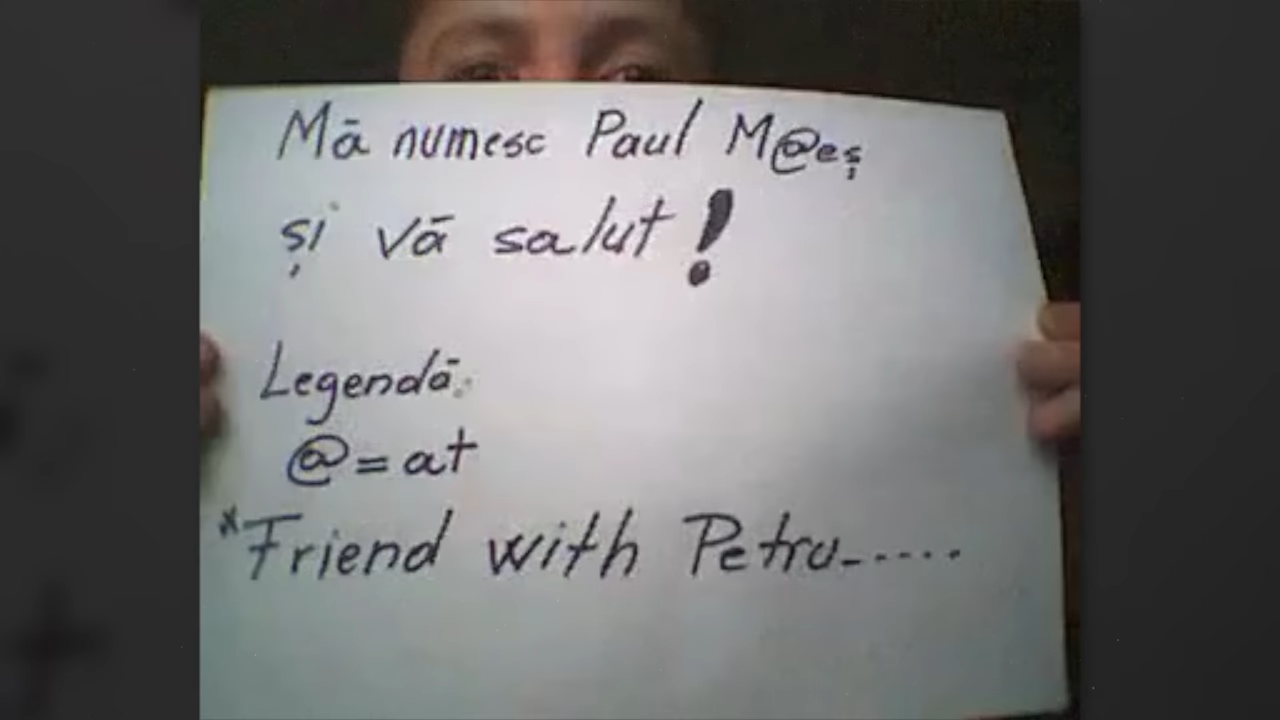 Mă numesc Paul M@eș
și vă salut!
Legendă:
@=at
*Friend with Petru-.....